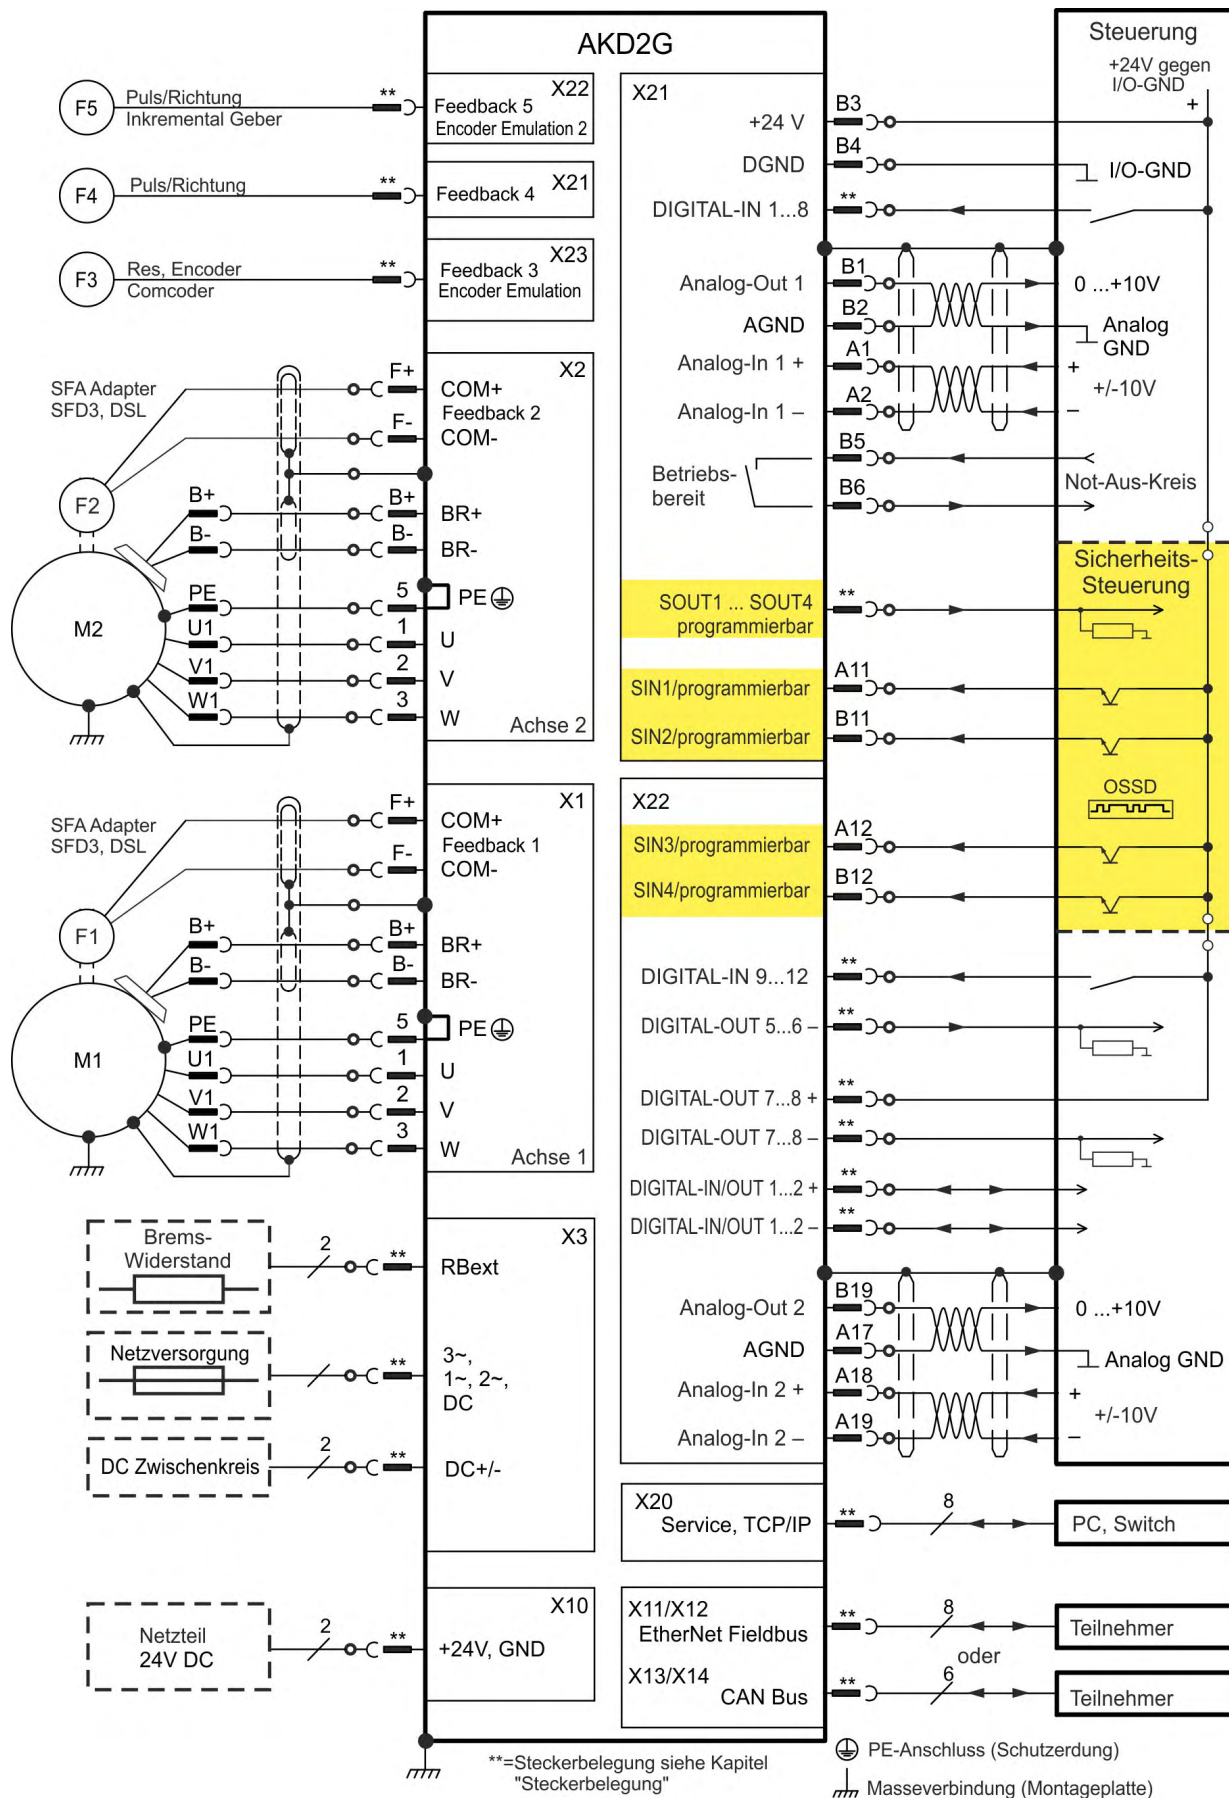 AKD2G
F5
Puls/Richtung
Inkremental Geber
**
X22
Feedback 5
Encoder Emulation 2
F4
Puls/Richtung
**
X21
Feedback 4
F3
Res, Encoder
Comcoder
**
X23
Feedback 3
Encoder Emulation
SFA Adapter
SFD3, DSL
F2
M2
X2
F+
COM+
Feedback 2
F-
COM-
B+
B+
BR+
B-
B-
BR-
PE
5
PE
U1
1
U
V1
2
V
W1
3
W
Achse 2
SFA Adapter
SFD3, DSL
F1
M1
X1
F+
COM+
Feedback 1
F-
COM-
B+
B+
BR+
B-
B-
BR-
PE
5
PE
U1
1
U
V1
2
V
W1
3
W
Achse 1
Brems-
Widerstand
2
**
X3
RBext
Netzversorgung
**
3~,
1~, 2~,
DC
DC Zwischenkreis
2
**
DC+/-
Netzteil
24V DC
2
**
X10
+24V, GND
X21
+24 V
B3
DGND
B4
I/O-GND
DIGITAL-IN 1...8
**
Analog-Out 1
B1
0 ...+10V
AGND
B2
Analog
GND
Analog-In 1 +
A1
+
+/-10V
Analog-In 1 –
A2
–
Betriebs-
bereit
B5
B6
Not-Aus-Kreis
Steuerung
+24V gegen
I/O-GND
+
Sicherheits-
Steuerung
SOUT1 ... SOUT4
programmierbar
**
SIN1/programmierbar
A11
SIN2/programmierbar
B11
OSSD
X22
SIN3/programmierbar
A12
SIN4/programmierbar
B12
DIGITAL-IN 9...12
**
DIGITAL-OUT 5...6 –
**
DIGITAL-OUT 7...8 +
**
DIGITAL-OUT 7...8 –
**
DIGITAL-IN/OUT 1...2 +
**
DIGITAL-IN/OUT 1...2 –
**
Analog-Out 2
B19
0 ...+10V
AGND
A17
Analog GND
Analog-In 2 +
A18
+
+/-10V
Analog-In 2 –
A19
–
X20
Service, TCP/IP
**
8
PC, Switch
X11/X12
EtherNet Fieldbus
**
8
Teilnehmer
oder
X13/X14
CAN Bus
**
6
Teilnehmer
**=Steckerbelegung siehe Kapitel
"Steckerbelegung"
PE-Anschluss (Schutzerdung)
Masseverbindung (Montageplatte)